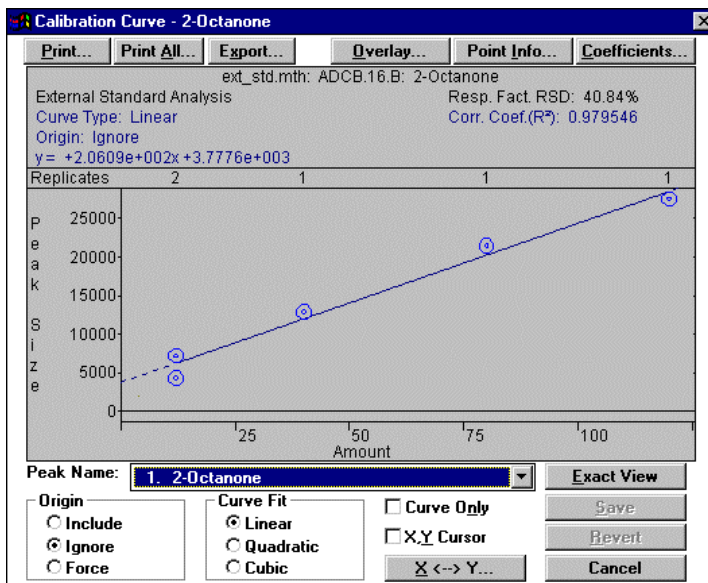 Calibration Curve - 2-Octanone
Print... Print All... Export... Overlay... Point Info... Coefficients...
ext_std.mth: ADCB.16.B: 2-Octanone
External Standard Analysis Resp. Fact. RSD: 40.84%
Curve Type: Linear Corr. Coef.(R²): 0.979546
Origin: Ignore
y = +2.0609e+002x +3.7776e+003
Replicates 2 1 1 1
Peak Size
25000
20000
15000
10000
5000
0
25 50 75 100
Amount
Peak Name: 1. 2-Octanone Exact View
Origin Curve Fit Curve Only Save
Include Linear
Ignore Quadratic X,Y Cursor Revert
Force Cubic X <--> Y... Cancel